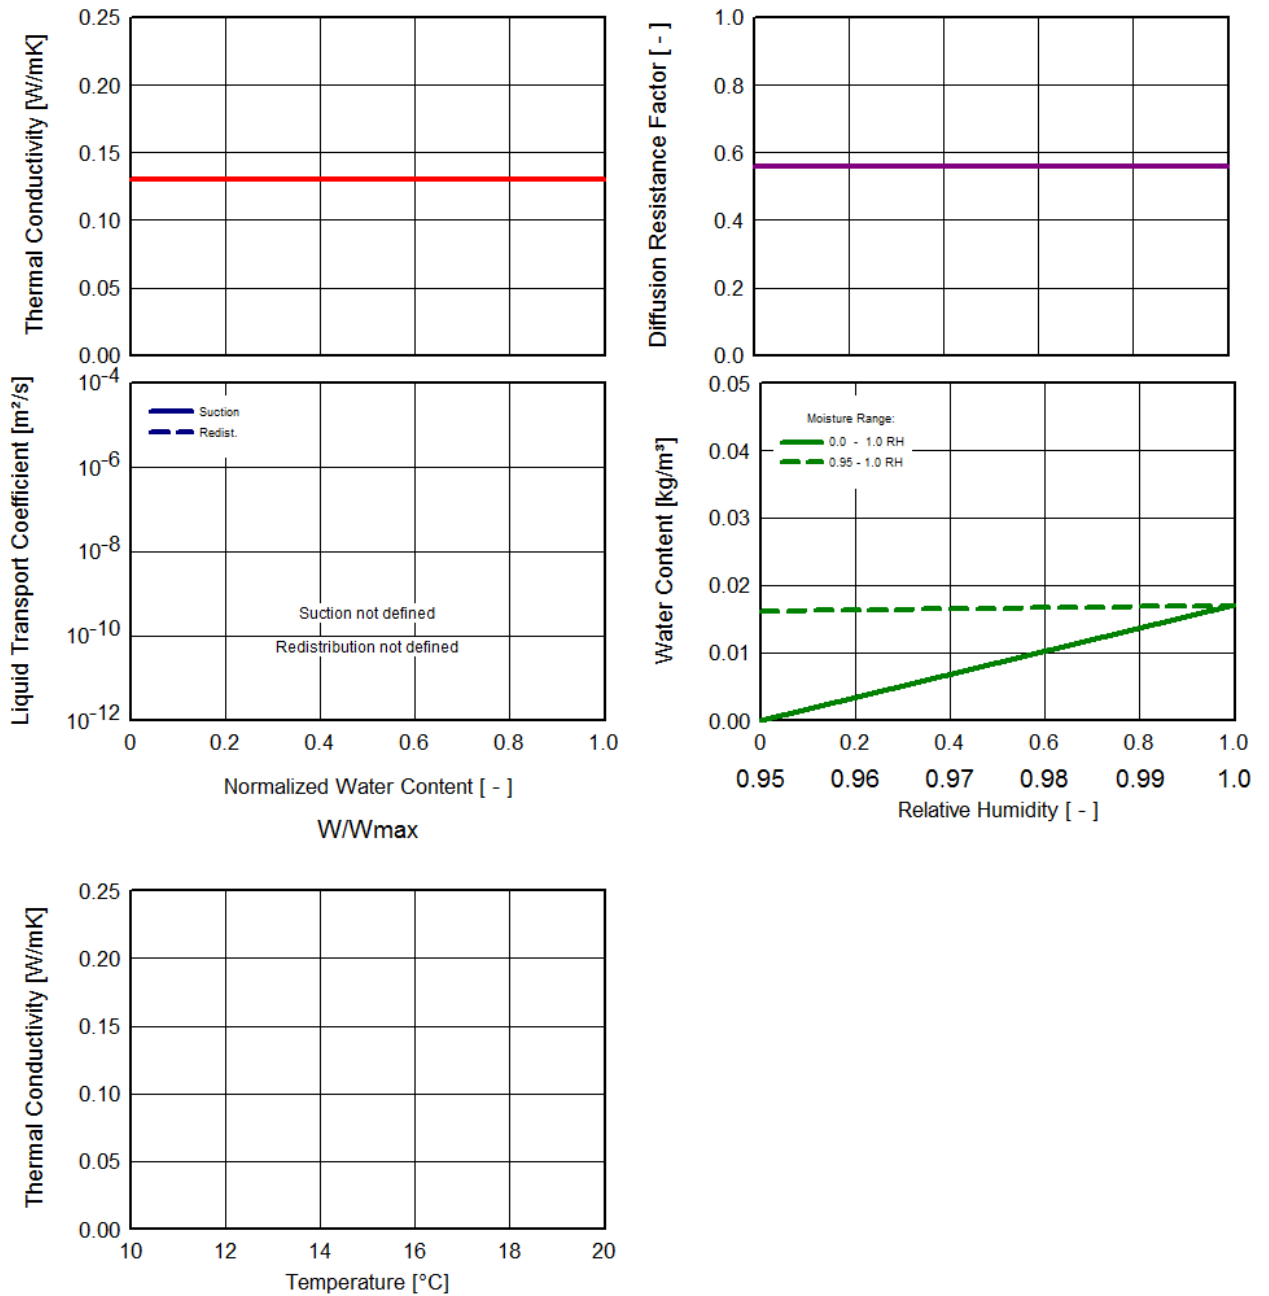 Thermal Conductivity [W/mK]
0.25
0.20
0.15
0.10
0.05
0.00
Diffusion Resistance Factor [ - ]
1.0
0.8
0.6
0.4
0.2
0.0
Liquid Transport Coefficient [m²/s]
10⁻⁴
10⁻⁶
10⁻⁸
10⁻¹⁰
10⁻¹²
Suction
Redist.
Suction not defined
Redistribution not defined
0 0.2 0.4 0.6 0.8 1.0
Normalized Water Content [ - ]
W/Wmax
Water Content [kg/m³]
0.05
0.04
0.03
0.02
0.01
0.00
Moisture Range:
0.0 - 1.0 RH
0.95 - 1.0 RH
0 0.2 0.4 0.6 0.8 1.0
0.95 0.96 0.97 0.98 0.99 1.0
Relative Humidity [ - ]
Thermal Conductivity [W/mK]
0.25
0.20
0.15
0.10
0.05
0.00
10 12 14 16 18 20
Temperature [°C]